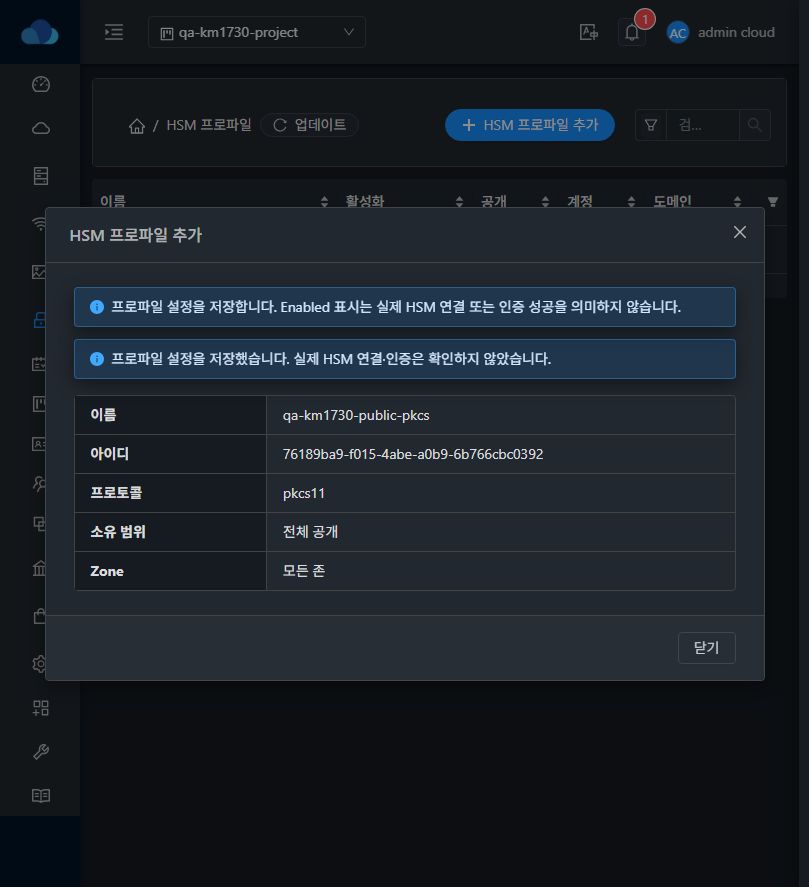 qa-km1730-project
1
AC admin cloud
/ HSM 프로파일 업데이트
+ HSM 프로파일 추가
검...
이름 활성화 공개 계정 도메인
HSM 프로파일 추가
프로파일 설정을 저장합니다. Enabled 표시는 실제 HSM 연결 또는 인증 성공을 의미하지 않습니다.
프로파일 설정을 저장했습니다. 실제 HSM 연결·인증은 확인하지 않았습니다.
이름 qa-km1730-public-pkcs
아이디 76189ba9-f015-4abe-a0b9-6b766cbc0392
프로토콜 pkcs11
소유 범위 전체 공개
Zone 모든 존
닫기